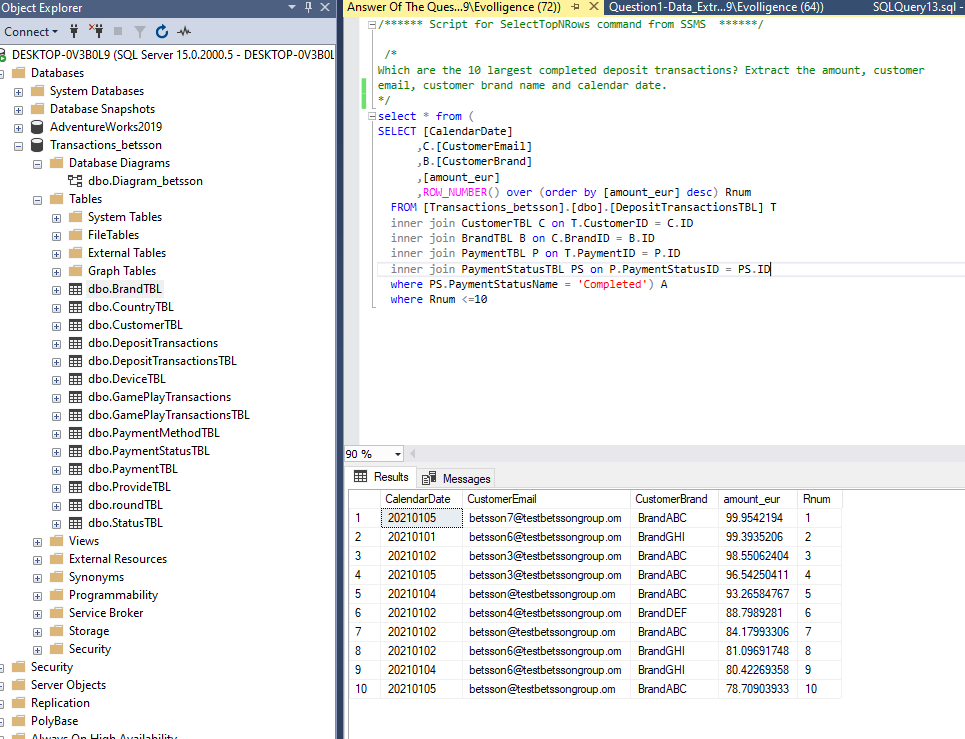 Object Explorer
Connect
DESKTOP-0V3B0L9 (SQL Server 15.0.2000.5 - DESKTOP-0V3B0L
Databases
System Databases
Database Snapshots
AdventureWorks2019
Transactions_betsson
Database Diagrams
dbo.Diagram_betsson
Tables
System Tables
FileTables
External Tables
Graph Tables
dbo.BrandTBL
dbo.CountryTBL
dbo.CustomerTBL
dbo.DepositTransactions
dbo.DepositTransactionsTBL
dbo.DeviceTBL
dbo.GamePlayTransactions
dbo.GamePlayTransactionsTBL
dbo.PaymentMethodTBL
dbo.PaymentStatusTBL
dbo.PaymentTBL
dbo.ProvideTBL
dbo.roundTBL
dbo.StatusTBL
Views
External Resources
Synonyms
Programmability
Service Broker
Storage
Security
Security
Server Objects
Replication
PolyBase
Always On High Availability
Answer Of The Ques...9\Evolligence (72)) Question1-Data_Extr...9\Evolligence (64)) SQLQuery13.sql -
/****** Script for SelectTopNRows command from SSMS ******/
/*
Which are the 10 largest completed deposit transactions? Extract the amount, customer
email, customer brand name and calendar date.
*/
select * from (
SELECT [CalendarDate]
,C.[CustomerEmail]
,B.[CustomerBrand]
,[amount_eur]
,ROW_NUMBER() over (order by [amount_eur] desc) Rnum
FROM [Transactions_betsson].[dbo].[DepositTransactionsTBL] T
inner join CustomerTBL C on T.CustomerID = C.ID
inner join BrandTBL B on C.BrandID = B.ID
inner join PaymentTBL P on T.PaymentID = P.ID
inner join PaymentStatusTBL PS on P.PaymentStatusID = PS.ID
where PS.PaymentStatusName = 'Completed') A
where Rnum <=10
90 %
Results Messages
CalendarDate CustomerEmail CustomerBrand amount_eur Rnum
1 20210105 betsson7@testbetssongroup.om BrandABC 99.9542194 1
2 20210101 betsson6@testbetssongroup.om BrandGHI 99.3935206 2
3 20210102 betsson3@testbetssongroup.om BrandABC 98.55062404 3
4 20210105 betsson3@testbetssongroup.om BrandABC 96.54250411 4
5 20210104 betsson@testbetssongroup.om BrandABC 93.26584767 5
6 20210102 betsson4@testbetssongroup.om BrandDEF 88.7989281 6
7 20210102 betsson@testbetssongroup.om BrandABC 84.17993306 7
8 20210102 betsson6@testbetssongroup.om BrandGHI 81.09691748 8
9 20210104 betsson6@testbetssongroup.om BrandGHI 80.42269358 9
10 20210105 betsson@testbetssongroup.om BrandABC 78.70903933 10